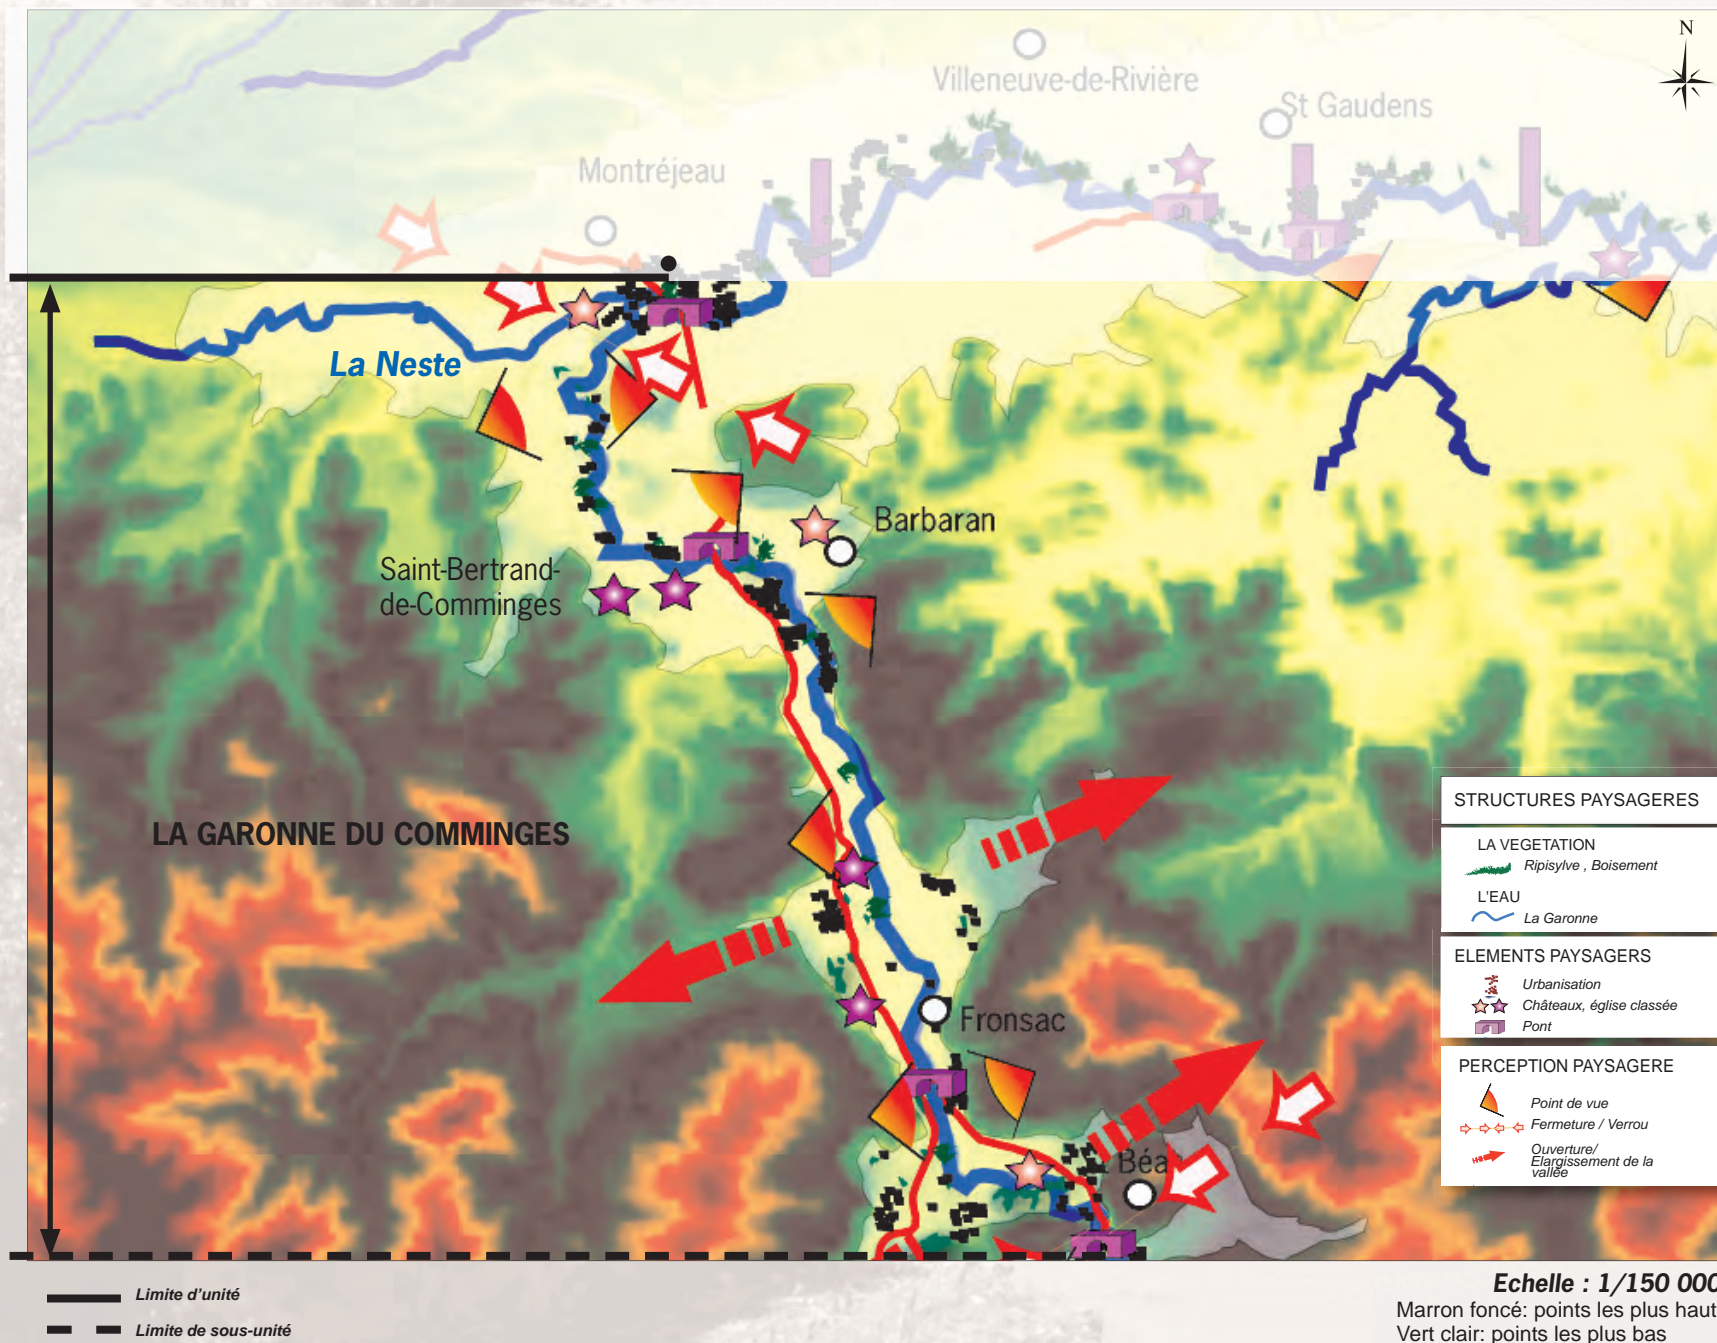 N
Villeneuve-de-Rivière
St Gaudens
Montréjeau
La Neste
Barbaran
Saint-Bertrand-
de-Comminges
LA GARONNE DU COMMINGES
Fronsac
STRUCTURES PAYSAGERES
LA VEGETATION
Ripisylve , Boisement
L'EAU
La Garonne
ELEMENTS PAYSAGERS
Urbanisation
Châteaux, église classée
Pont
PERCEPTION PAYSAGERE
Point de vue
Fermeture / Verrou
Ouverture/
Elargissement de la
vallée
Limite d'unité
Limite de sous-unité
Echelle : 1/150 000
Marron foncé: points les plus haut
Vert clair: points les plus bas